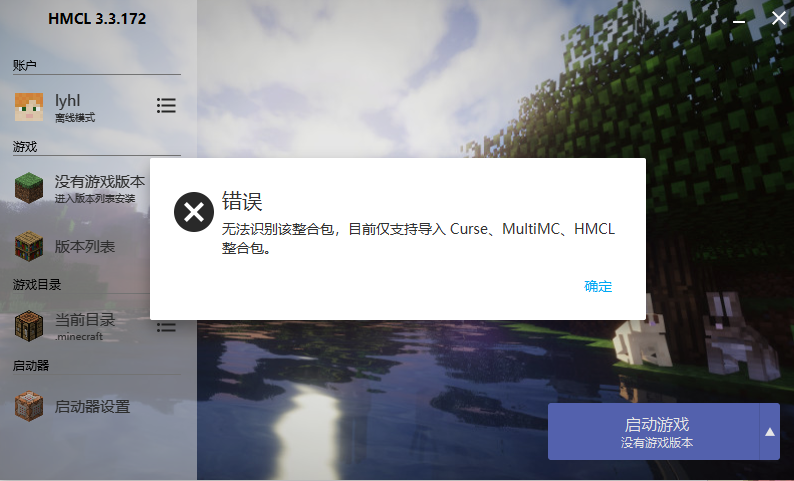 HMCL 3.3.172
账户
lyhl
离线模式
游戏
没有游戏版本
进入版本列表安装
版本列表
游戏目录
当前目录
.minecraft
启动器
启动器设置
错误
无法识别该整合包，目前仅支持导入 Curse、MultiMC、HMCL
整合包。
确定
启动游戏
没有游戏版本